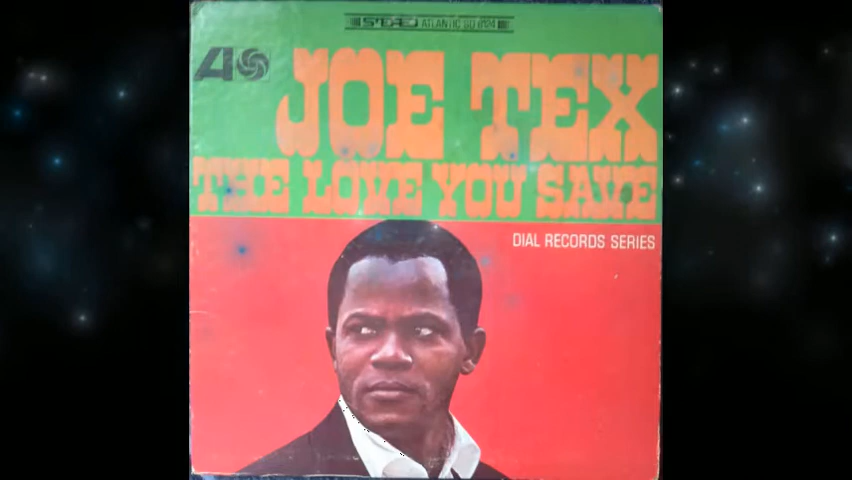 STEREO ATLANTIC SD 8124
JOE TEX
THE LOVE YOU SAVE
DIAL RECORDS SERIES